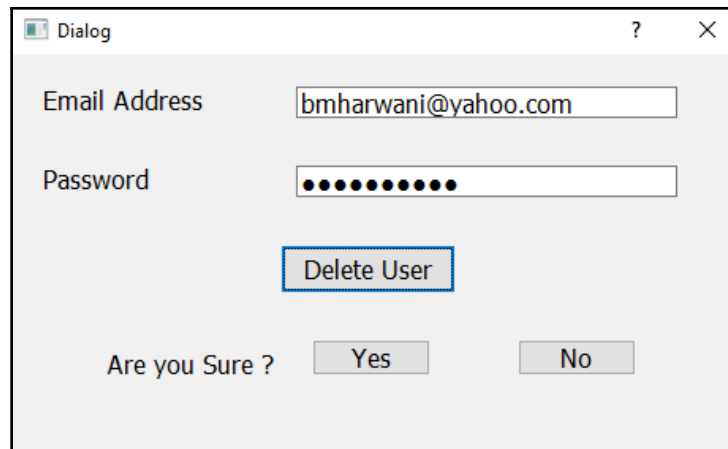 Dialog ?
Email Address bmharwani@yahoo.com
Password ●●●●●●●●●●
Delete User
Are you Sure ? Yes No